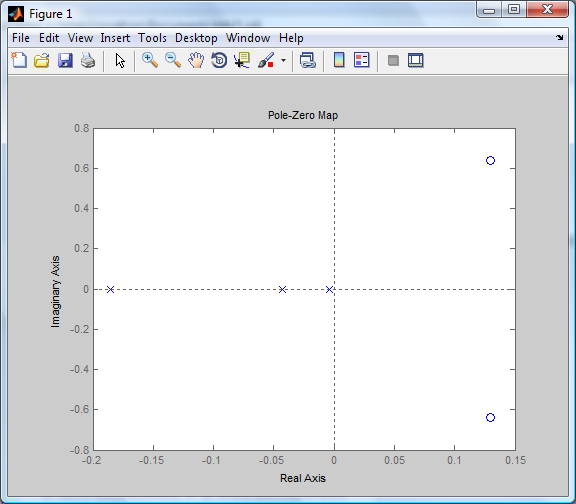 Figure 1
File Edit View Insert Tools Desktop Window Help
Pole-Zero Map
0.8
0.6
0.4
0.2
0
-0.2
-0.4
-0.6
-0.8
Imaginary Axis
-0.2 -0.15 -0.1 -0.05 0 0.05 0.1 0.15
Real Axis